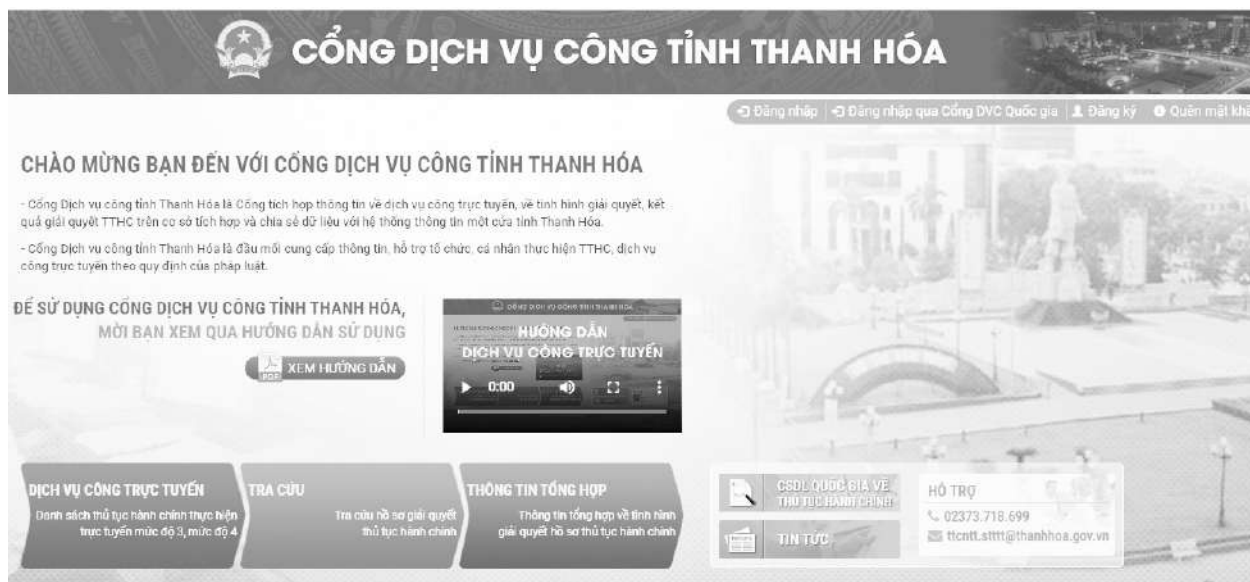 CỔNG DỊCH VỤ CÔNG TỈNH THANH HÓA
Đăng nhập | Đăng nhập qua Cổng DVC Quốc gia | Đăng ký Quên mật khẩ
CHÀO MỪNG BẠN ĐẾN VỚI CỔNG DỊCH VỤ CÔNG TỈNH THANH HÓA
- Cổng Dịch vụ công tỉnh Thanh Hóa là Cổng tích hợp thông tin về dịch vụ công trực tuyến, về tình hình giải quyết, kết
quả giải quyết TTHC trên cơ sở tích hợp và chia sẻ dữ liệu với hệ thống thông tin một cửa tỉnh Thanh Hóa.
- Cổng Dịch vụ công tỉnh Thanh Hóa là đầu mối cung cấp thông tin, hỗ trợ tổ chức, cá nhân thực hiện TTHC, dịch vụ
công trực tuyến theo quy định của pháp luật.
ĐỂ SỬ DỤNG CỔNG DỊCH VỤ CÔNG TỈNH THANH HÓA,
MỜI BẠN XEM QUA HƯỚNG DẪN SỬ DỤNG
PDF XEM HƯỚNG DẪN
CỔNG DỊCH VỤ CÔNG TỈNH THANH HÓA
HƯỚNG DẪN
DỊCH VỤ CÔNG TRỰC TUYẾN
0:00
DỊCH VỤ CÔNG TRỰC TUYẾN
Danh sách thủ tục hành chính thực hiện
trực tuyến mức độ 3, mức độ 4
TRA CỨU
Tra cứu hồ sơ giải quyết
thủ tục hành chính
THÔNG TIN TỔNG HỢP
Thông tin tổng hợp về tình hình
giải quyết hồ sơ thủ tục hành chính
CSDL QUỐC GIA VỀ
THỦ TỤC HÀNH CHÍNH
TIN TỨC
HỖ TRỢ
02373.718.699
ttcntt.stttt@thanhhoa.gov.vn